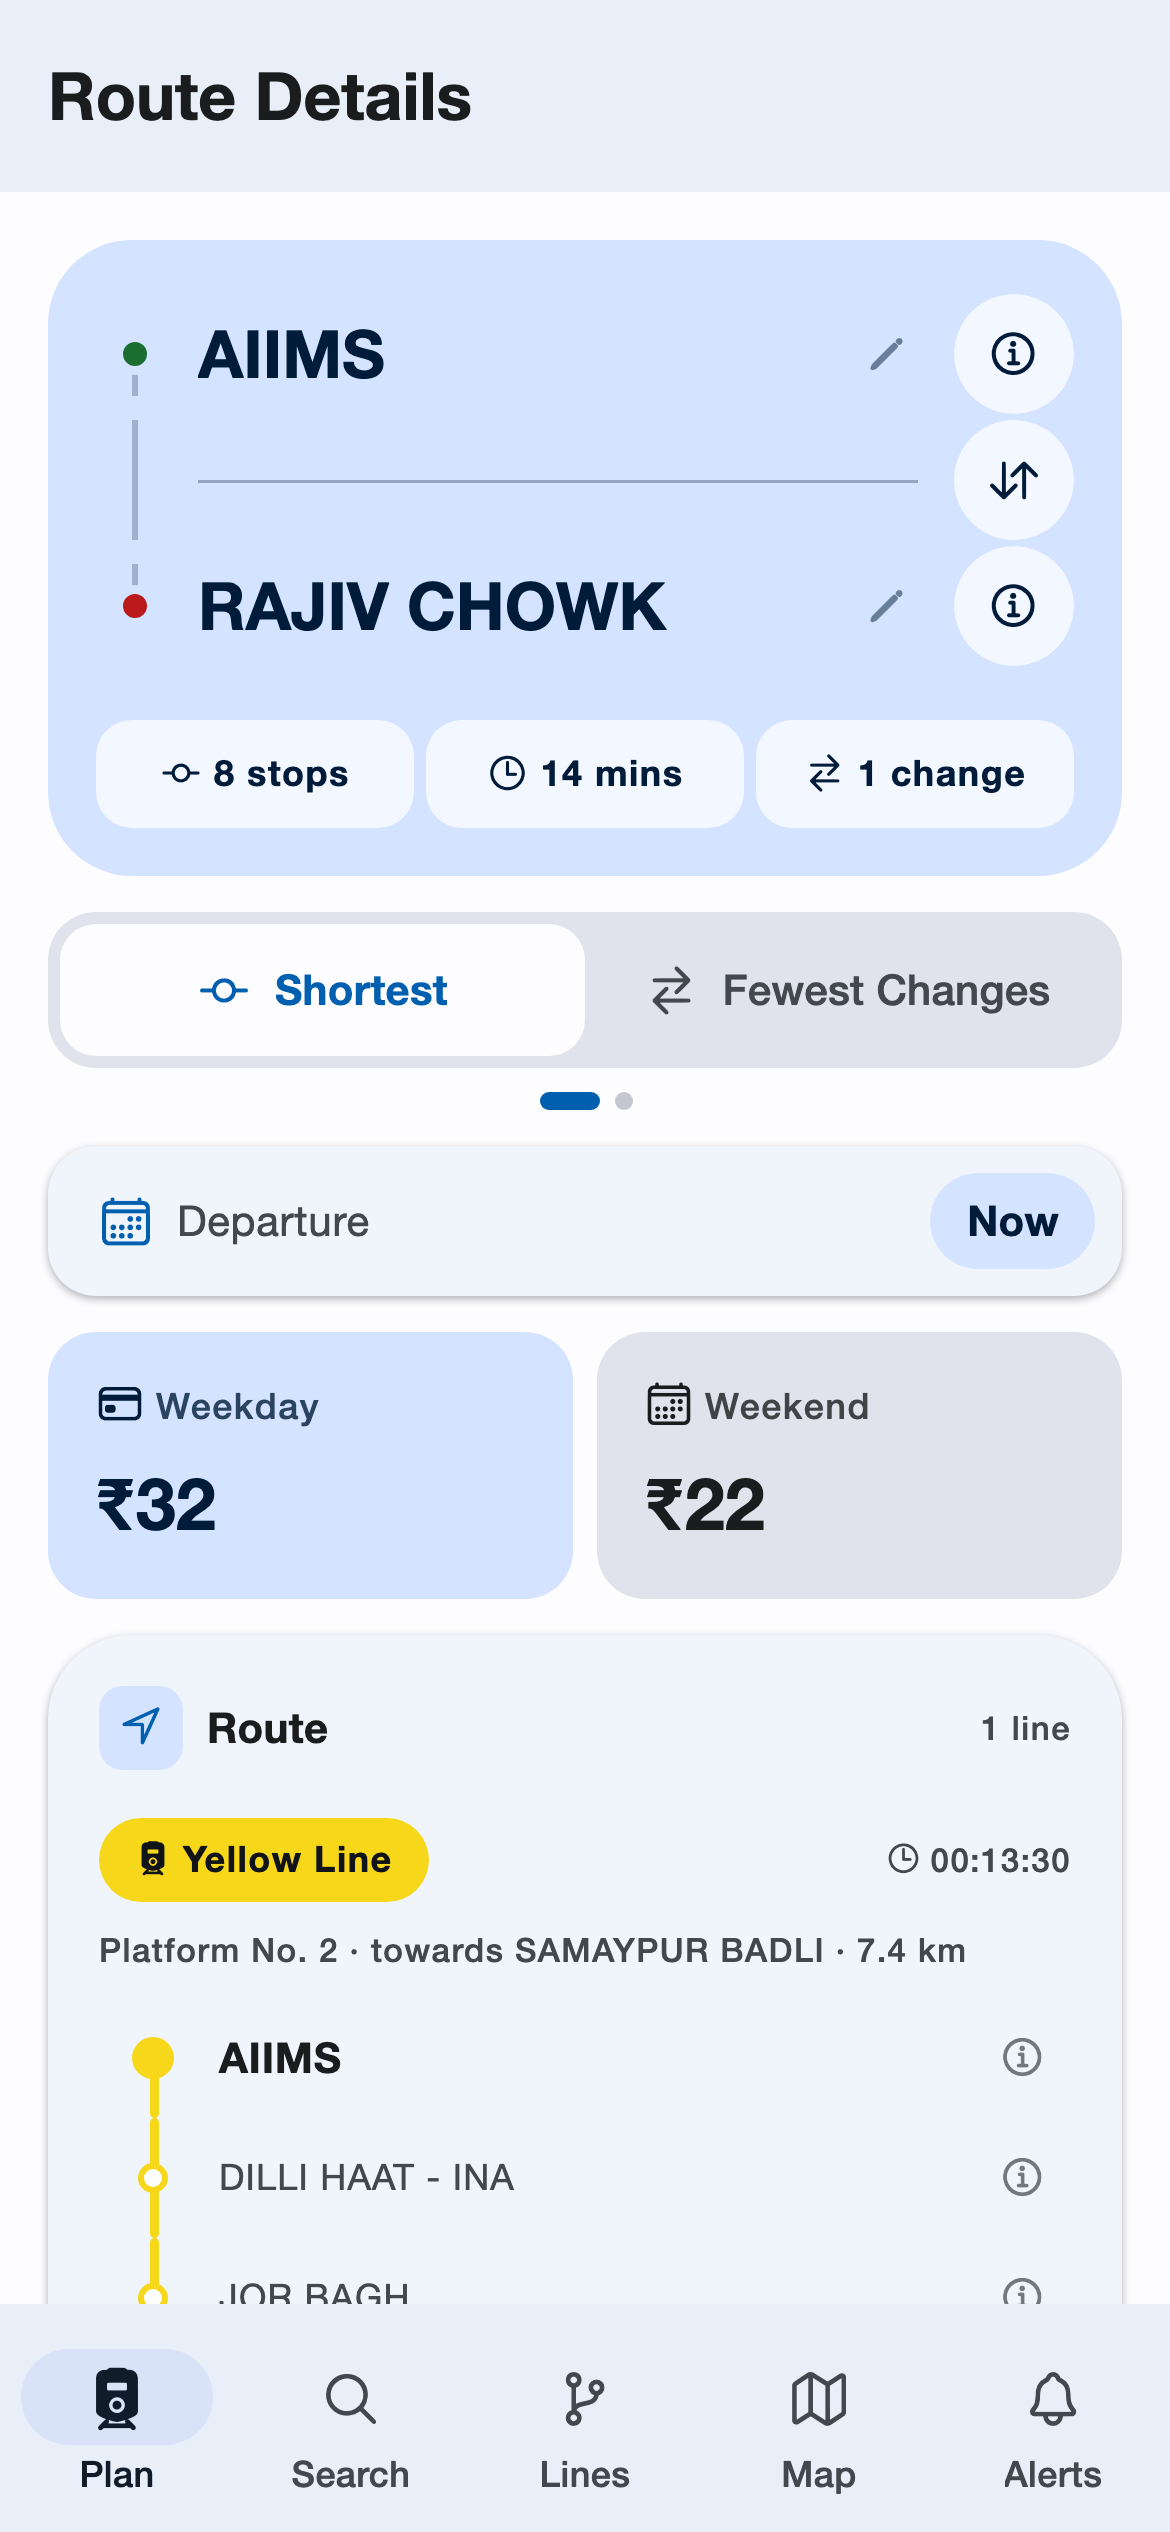 Route Details
AIIMS
RAJIV CHOWK
8 stops
14 mins
1 change
Shortest
Fewest Changes
Departure
Now
Weekday
Weekend
₹32
₹22
Route
1 line
Yellow Line
00:13:30
Platform No. 2 · towards SAMAYPUR BADLI · 7.4 km
AIIMS
DILLI HAAT - INA
JOR BAGH
Plan
Search
Lines
Map
Alerts